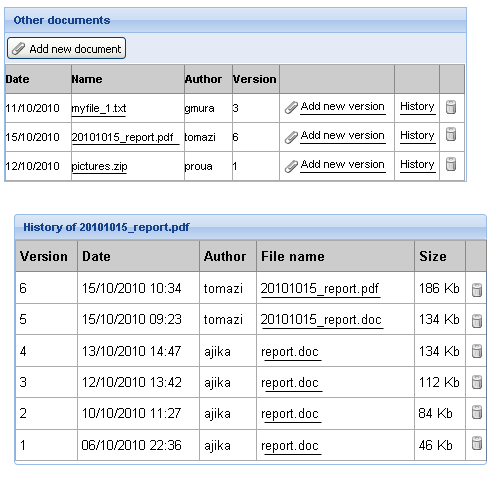 Other documents
Add new document
Date Name Author Version
11/10/2010 myfile_1.txt gmura 3 Add new version History
15/10/2010 20101015_report.pdf tomazi 6 Add new version History
12/10/2010 pictures.zip proua 1 Add new version History
History of 20101015_report.pdf
Version Date Author File name Size
6 15/10/2010 10:34 tomazi 20101015_report.pdf 186 Kb
5 15/10/2010 09:23 tomazi 20101015_report.doc 134 Kb
4 13/10/2010 14:47 ajika report.doc 134 Kb
3 12/10/2010 13:42 ajika report.doc 112 Kb
2 10/10/2010 11:27 ajika report.doc 84 Kb
1 06/10/2010 22:36 ajika report.doc 46 Kb